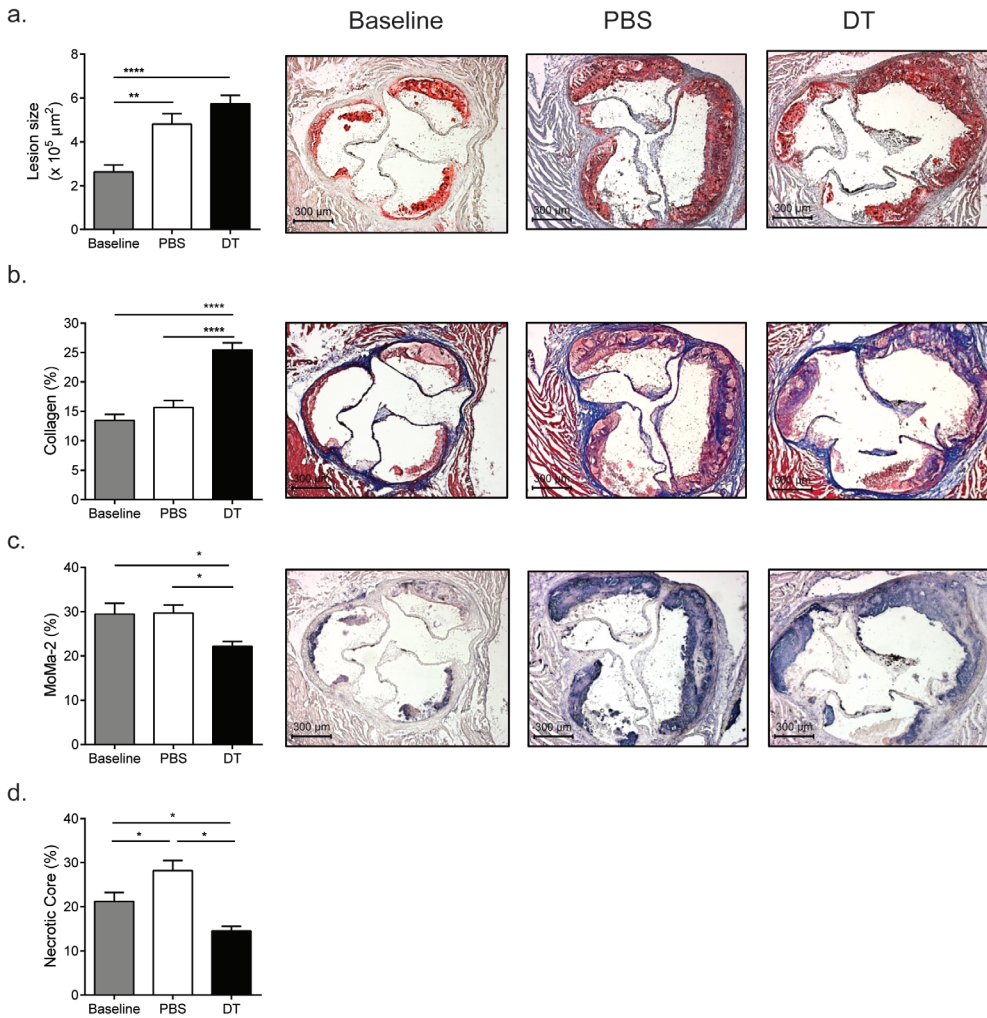 a.
Baseline
PBS
DT
Lesion size
(x 10⁵ µm²)
8
6
4
2
0
****
**
Baseline
PBS
DT
300 µm
300 µm
300 µm
b.
Collagen (%)
30
25
20
15
10
5
0
****
****
Baseline
PBS
DT
300 µm
300 µm
300 µm
c.
MoMa-2 (%)
40
30
20
10
0
*
*
Baseline
PBS
DT
300 µm
300 µm
300 µm
d.
Necrotic Core (%)
40
30
20
10
0
*
*
*
Baseline
PBS
DT